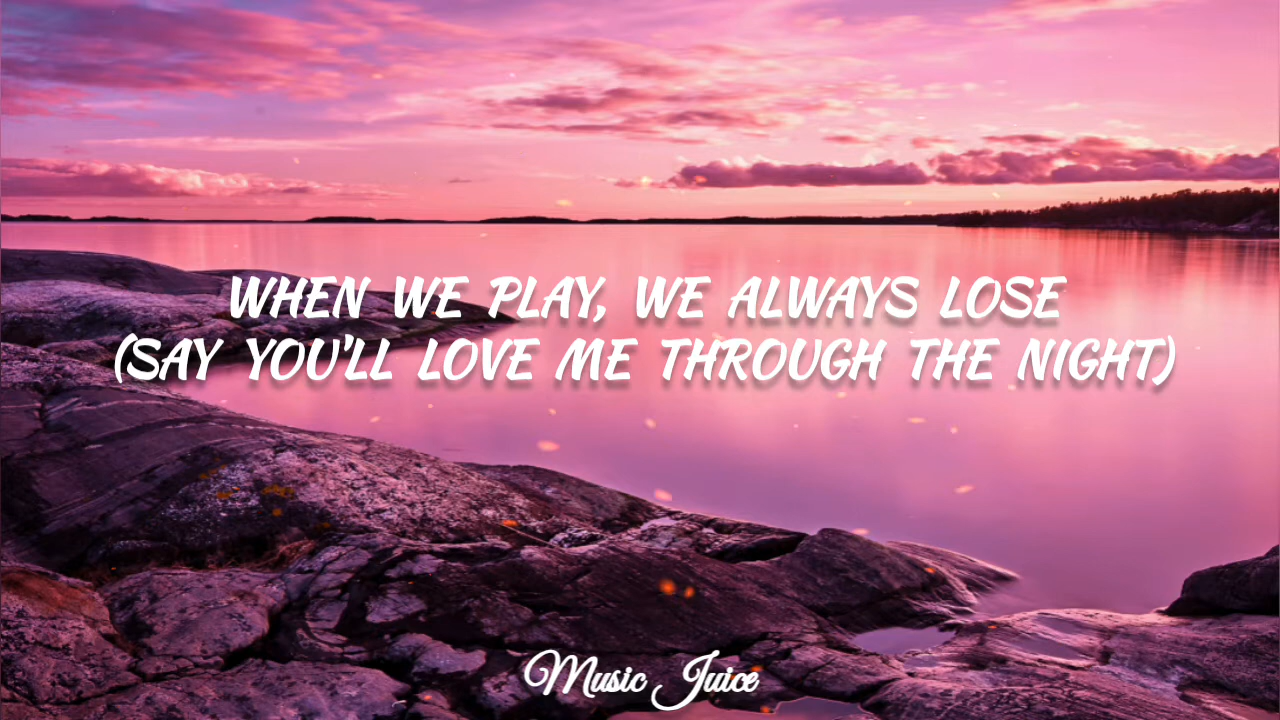 WHEN WE PLAY, WE ALWAYS LOSE
(SAY YOU'LL LOVE ME THROUGH THE NIGHT)
Music Juice